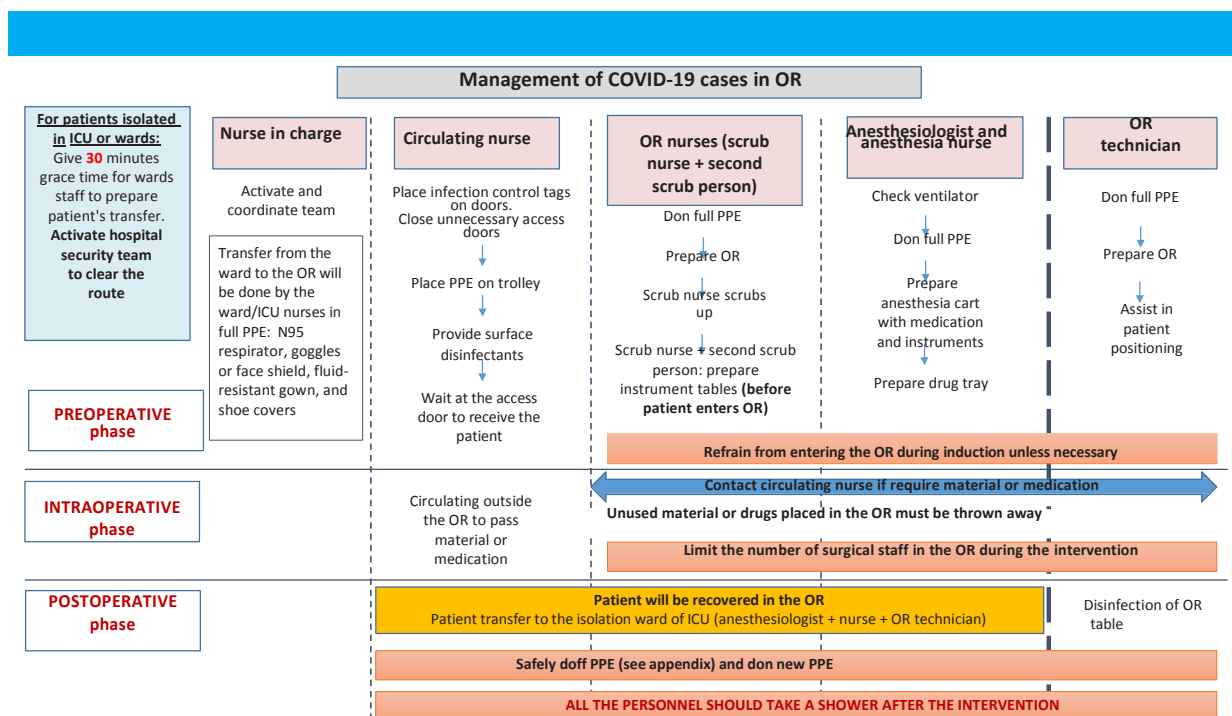 Management of COVID-19 cases in OR
For patients isolated
in ICU or wards:
Give 30 minutes
grace time for wards
staff to prepare
patient's transfer.
Activate hospital
security team
to clear the
route
Nurse in charge
Activate and
coordinate team
Transfer from the
ward to the OR will
be done by the
ward/ICU nurses in
full PPE: N95
respirator, goggles
or face shield, fluid-
resistant gown, and
shoe covers
Circulating nurse
Place infection control tags
on doors.
Close unnecessary access
doors
Place PPE on trolley
Provide surface
disinfectants
Wait at the access
door to receive the
patient
OR nurses (scrub
nurse + second
scrub person)
Don full PPE
Prepare OR
Scrub nurse scrubs
up
Scrub nurse + second scrub
person: prepare
instrument tables (before
patient enters OR)
Anesthesiologist and
anesthesia nurse
Check ventilator
Don full PPE
Prepare
anesthesia cart
with medication
and instruments
Prepare drug tray
OR
technician
Don full PPE
Prepare OR
Assist in
patient
positioning
PREOPERATIVE
phase
Refrain from entering the OR during induction unless necessary
INTRAOPERATIVE
phase
Circulating outside
the OR to pass
material or
medication
Contact circulating nurse if require material or medication
Unused material or drugs placed in the OR must be thrown away
Limit the number of surgical staff in the OR during the intervention
POSTOPERATIVE
phase
Patient will be recovered in the OR
Patient transfer to the isolation ward of ICU (anesthesiologist + nurse + OR technician)
Disinfection of OR
table
Safely doff PPE (see appendix) and don new PPE
ALL THE PERSONNEL SHOULD TAKE A SHOWER AFTER THE INTERVENTION